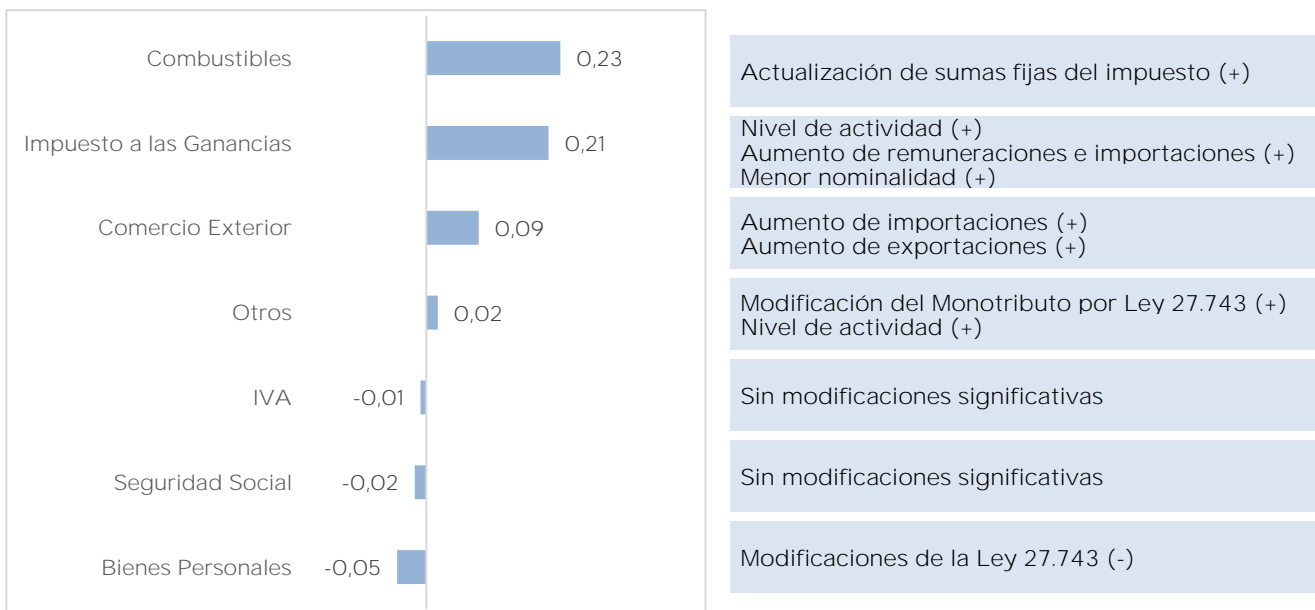 Combustibles
0,23
Actualización de sumas fijas del impuesto (+)
Impuesto a las Ganancias
0,21
Nivel de actividad (+)
Aumento de remuneraciones e importaciones (+)
Menor nominalidad (+)
Comercio Exterior
0,09
Aumento de importaciones (+)
Aumento de exportaciones (+)
Otros
0,02
Modificación del Monotributo por Ley 27.743 (+)
Nivel de actividad (+)
IVA
-0,01
Sin modificaciones significativas
Seguridad Social
-0,02
Sin modificaciones significativas
Bienes Personales
-0,05
Modificaciones de la Ley 27.743 (-)